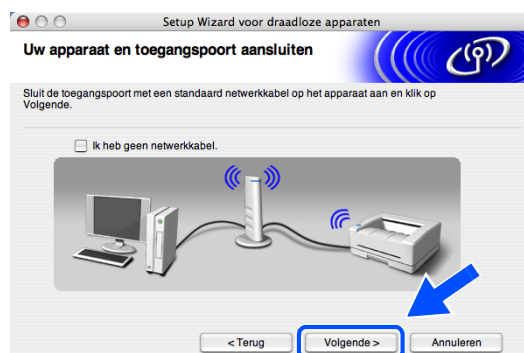 Setup Wizard voor draadloze apparaten
Uw apparaat en toegangspoort aansluiten
Sluit de toegangspoort met een standaard netwerkkabel op het apparaat aan en klik op
Volgende.
Ik heb geen netwerkkabel.
< Terug
Volgende >
Annuleren